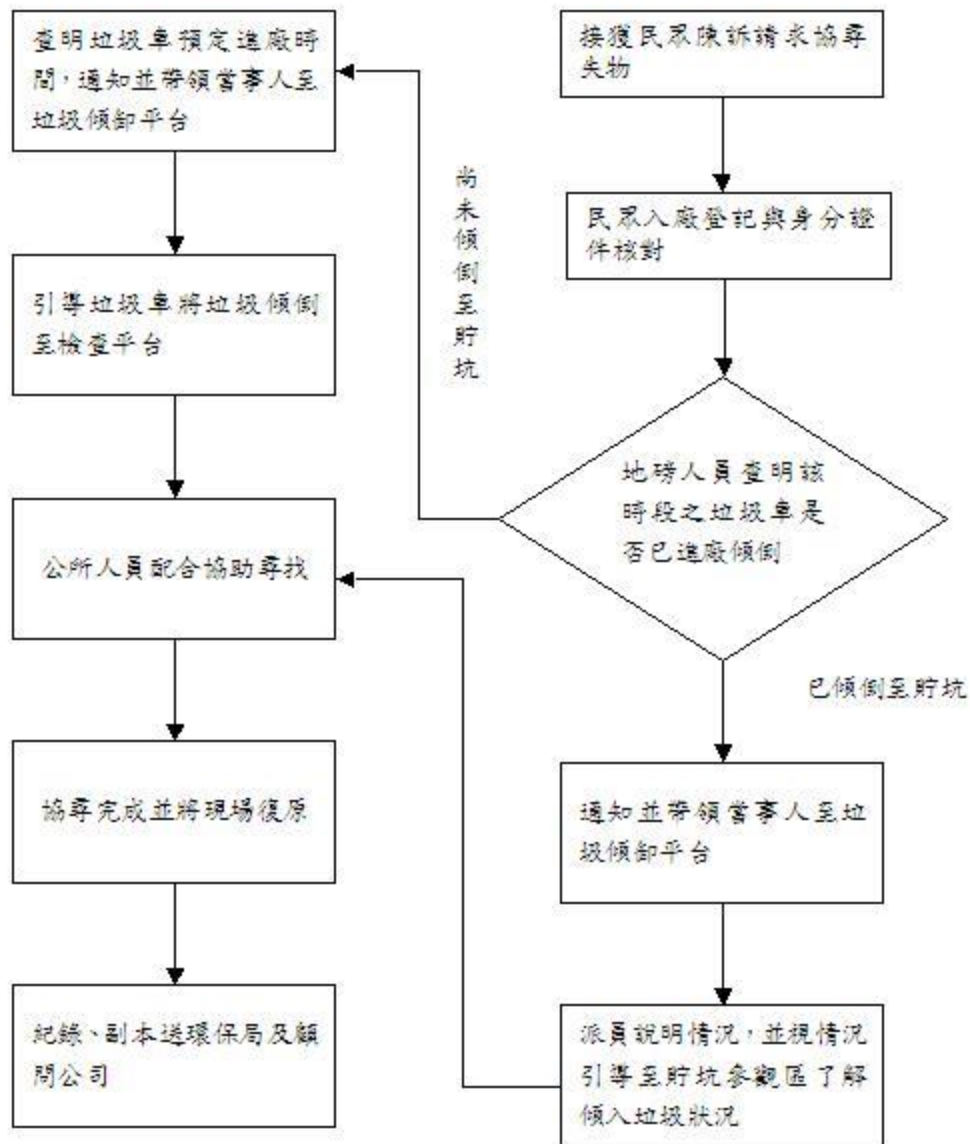 接獲民眾陳訴請求協尋
失物
民眾入廠登記與身分證
件核對
地磅人員查明該
時段之垃圾車是
否已進廠傾倒
尚未傾倒至貯坑
查明垃圾車預定進廠時
間，通知並帶領當事人至
垃圾傾卸平台
引導垃圾車將垃圾傾倒
至檢查平台
公所人員配合協助尋找
協尋完成並將現場復原
紀錄、副本送環保局及顧
問公司
已傾倒至貯坑
通知並帶領當事人至垃
圾傾卸平台
派員說明情況，並視情況
引導至貯坑參觀區了解
傾入垃圾狀況